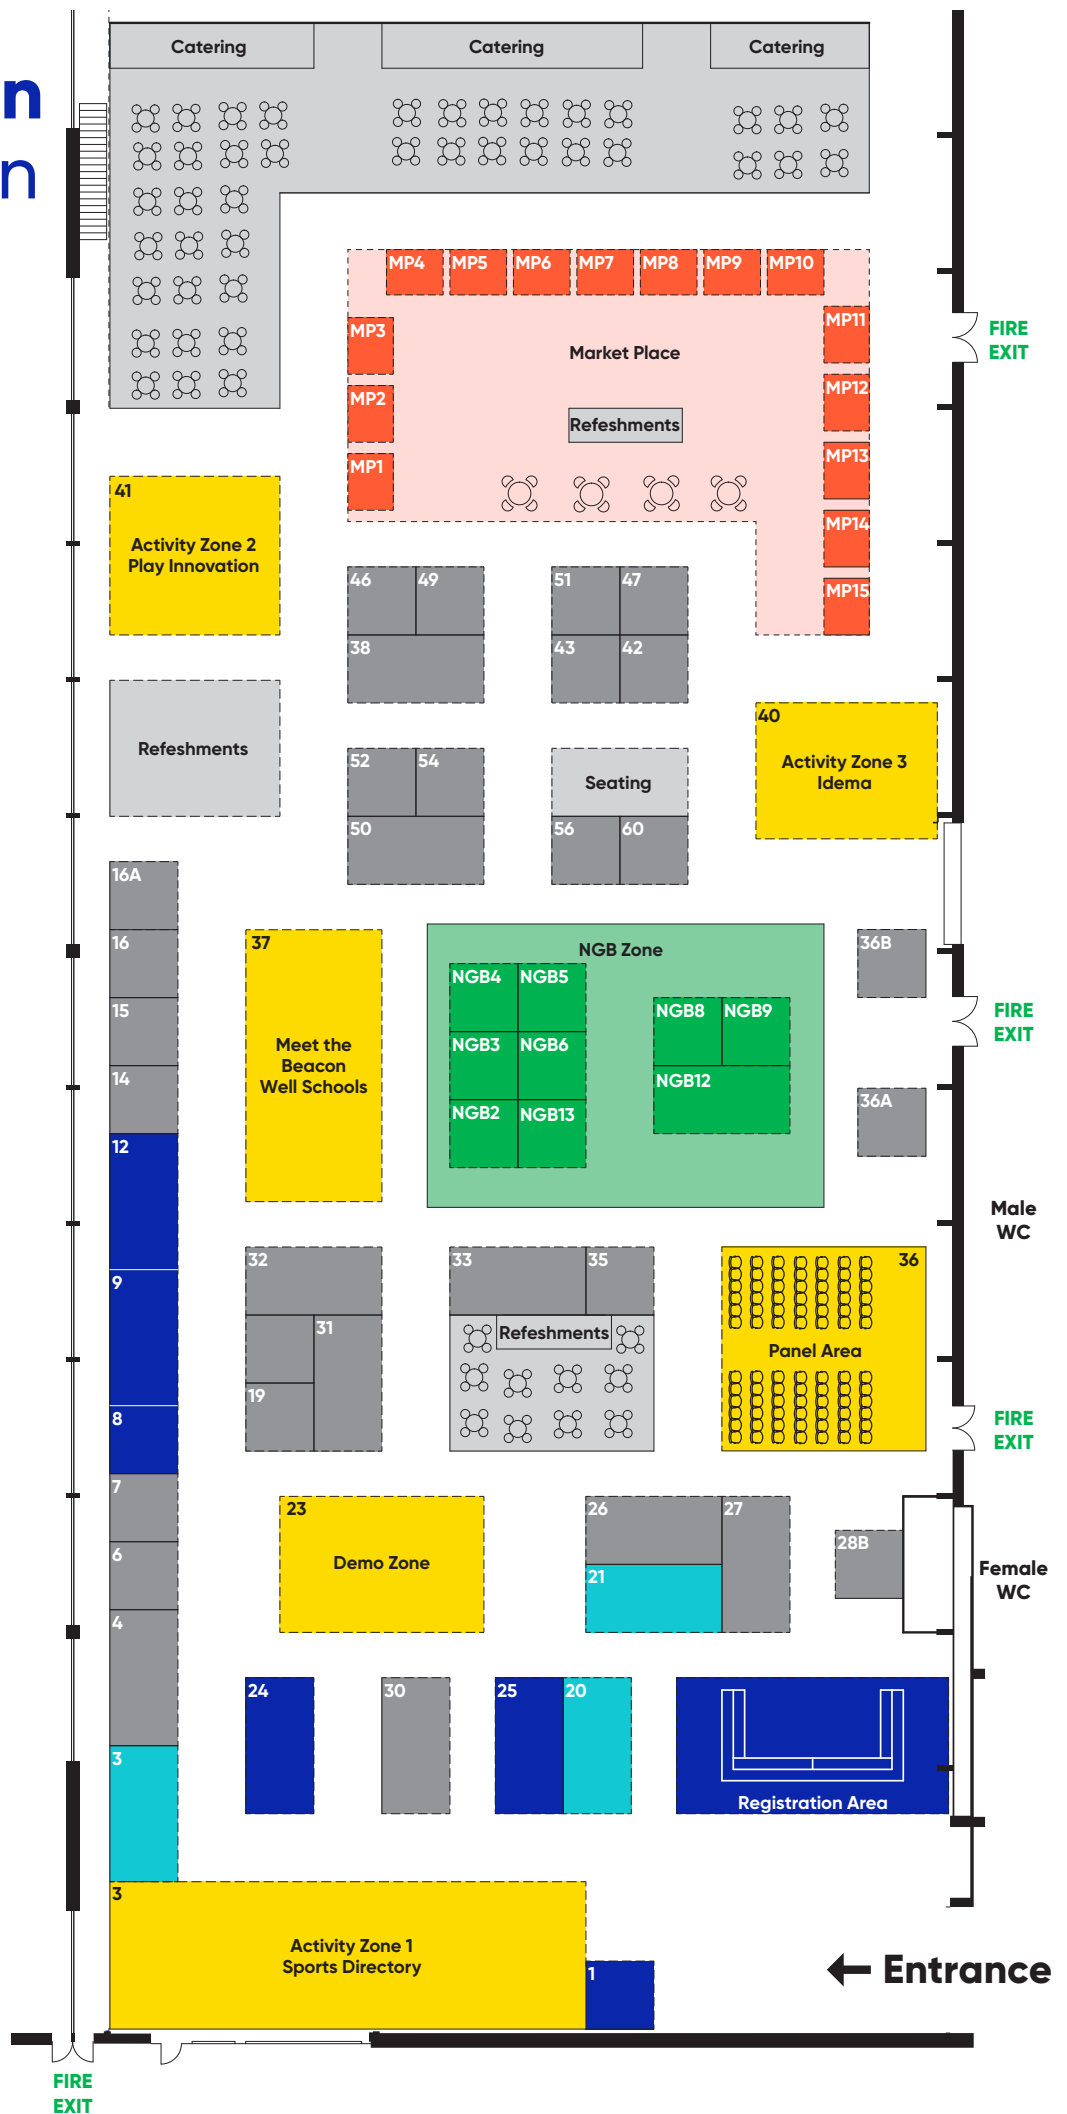 Catering
Catering
Catering
n
n
MP4
MP5
MP6
MP7
MP8
MP9
MP10
MP3
MP11
Market Place
FIRE
EXIT
MP2
MP12
Refeshments
MP1
MP13
MP14
MP15
41
Activity Zone 2
Play Innovation
46
49
51
47
38
43
42
Refeshments
40
Activity Zone 3
Idema
52
54
Seating
50
56
60
16A
16
15
14
12
9
8
7
6
4
3
37
Meet the
Beacon
Well Schools
NGB Zone
NGB4
NGB5
NGB8
NGB9
NGB3
NGB6
NGB12
NGB2
NGB13
36B
FIRE
EXIT
36A
Male
WC
32
31
19
33
35
Refeshments
36
Panel Area
FIRE
EXIT
23
Demo Zone
26
27
21
28B
Female
WC
24
30
25
20
Registration Area
3
Activity Zone 1
Sports Directory
1
Entrance
FIRE
EXIT